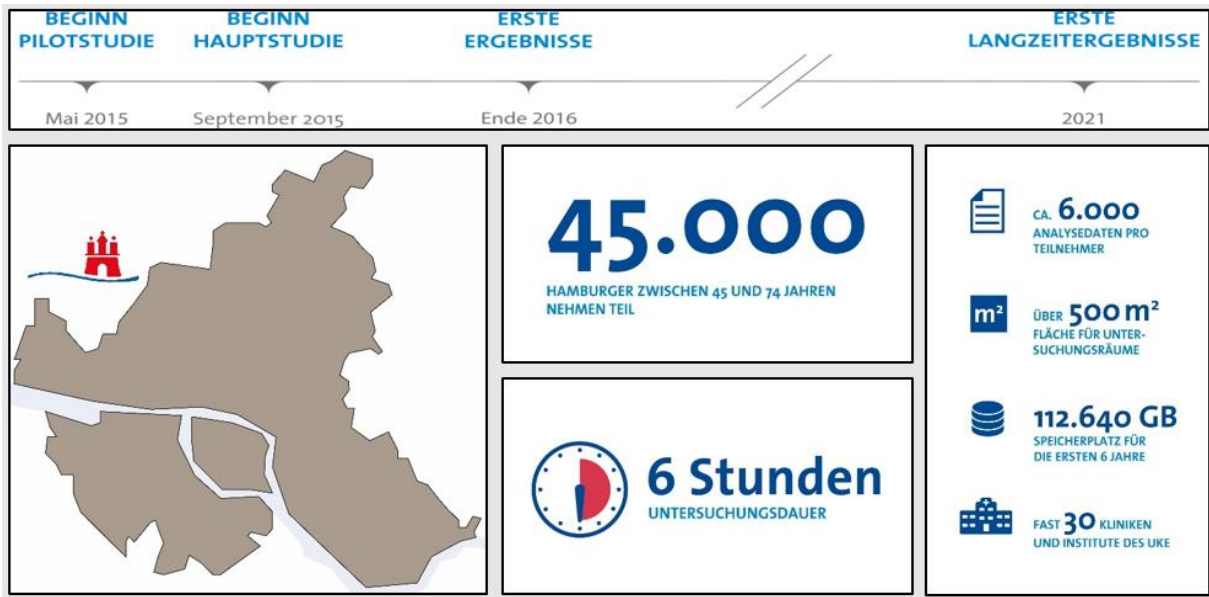 BEGINN
PILOTSTUDIE
BEGINN
HAUPTSTUDIE
ERSTE
ERGEBNISSE
ERSTE
LANGZEITERGEBNISSE
Mai 2015
September 2015
Ende 2016
2021
45.000
HAMBURGER ZWISCHEN 45 UND 74 JAHREN
NEHMEN TEIL
6 Stunden
UNTERSUCHUNGSDAUER
CA. 6.000
ANALYSEDATEN PRO
TEILNEHMER
m²
ÜBER 500 m²
FLÄCHE FÜR UNTER-
SUCHUNGSRÄUME
112.640 GB
SPEICHERPLATZ FÜR
DIE ERSTEN 6 JAHRE
FAST 30 KLINIKEN
UND INSTITUTE DES UKE